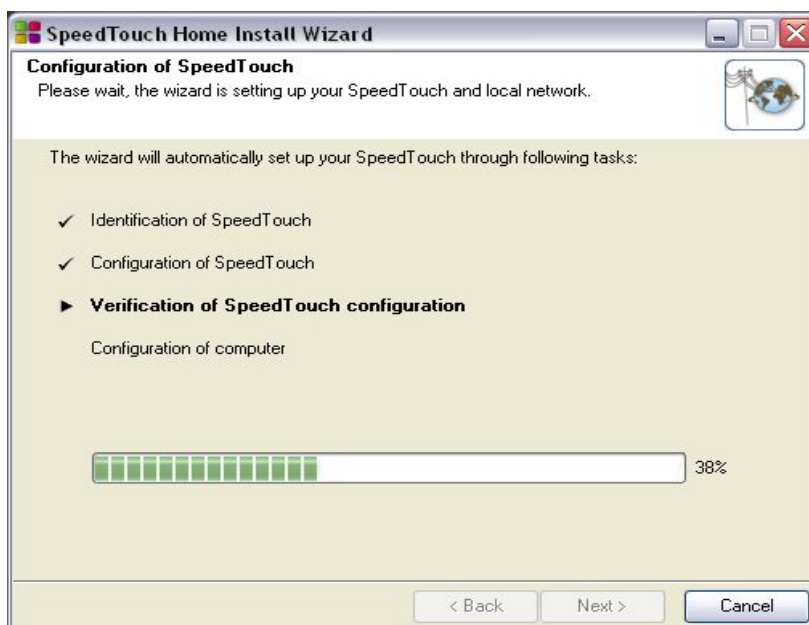 SpeedTouch Home Install Wizard
Configuration of SpeedTouch
Please wait, the wizard is setting up your SpeedTouch and local network.
The wizard will automatically set up your SpeedTouch through following tasks:
✓ Identification of SpeedTouch
✓ Configuration of SpeedTouch
► Verification of SpeedTouch configuration
Configuration of computer
38%
< Back Next > Cancel